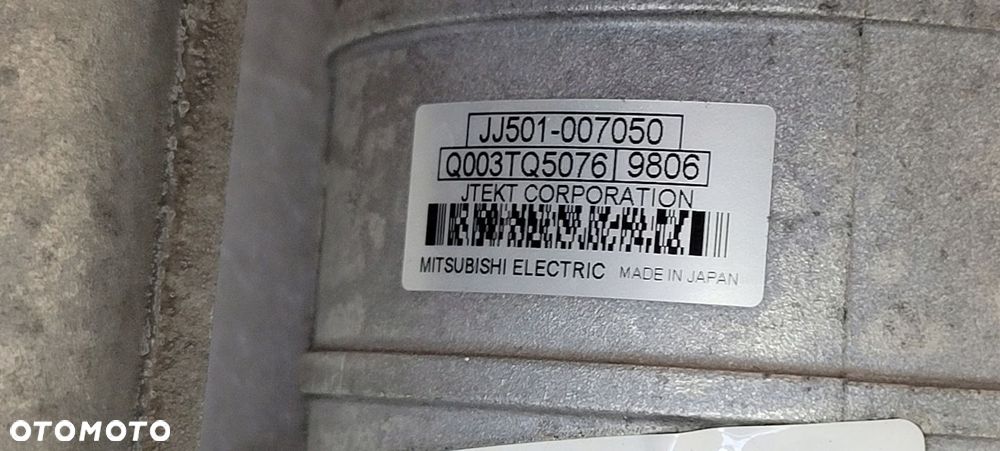 JJ501-007050
Q003TQ5076 9806
JTEKT CORPORATION
MITSUBISHI ELECTRIC MADE IN JAPAN
OTOMOTO